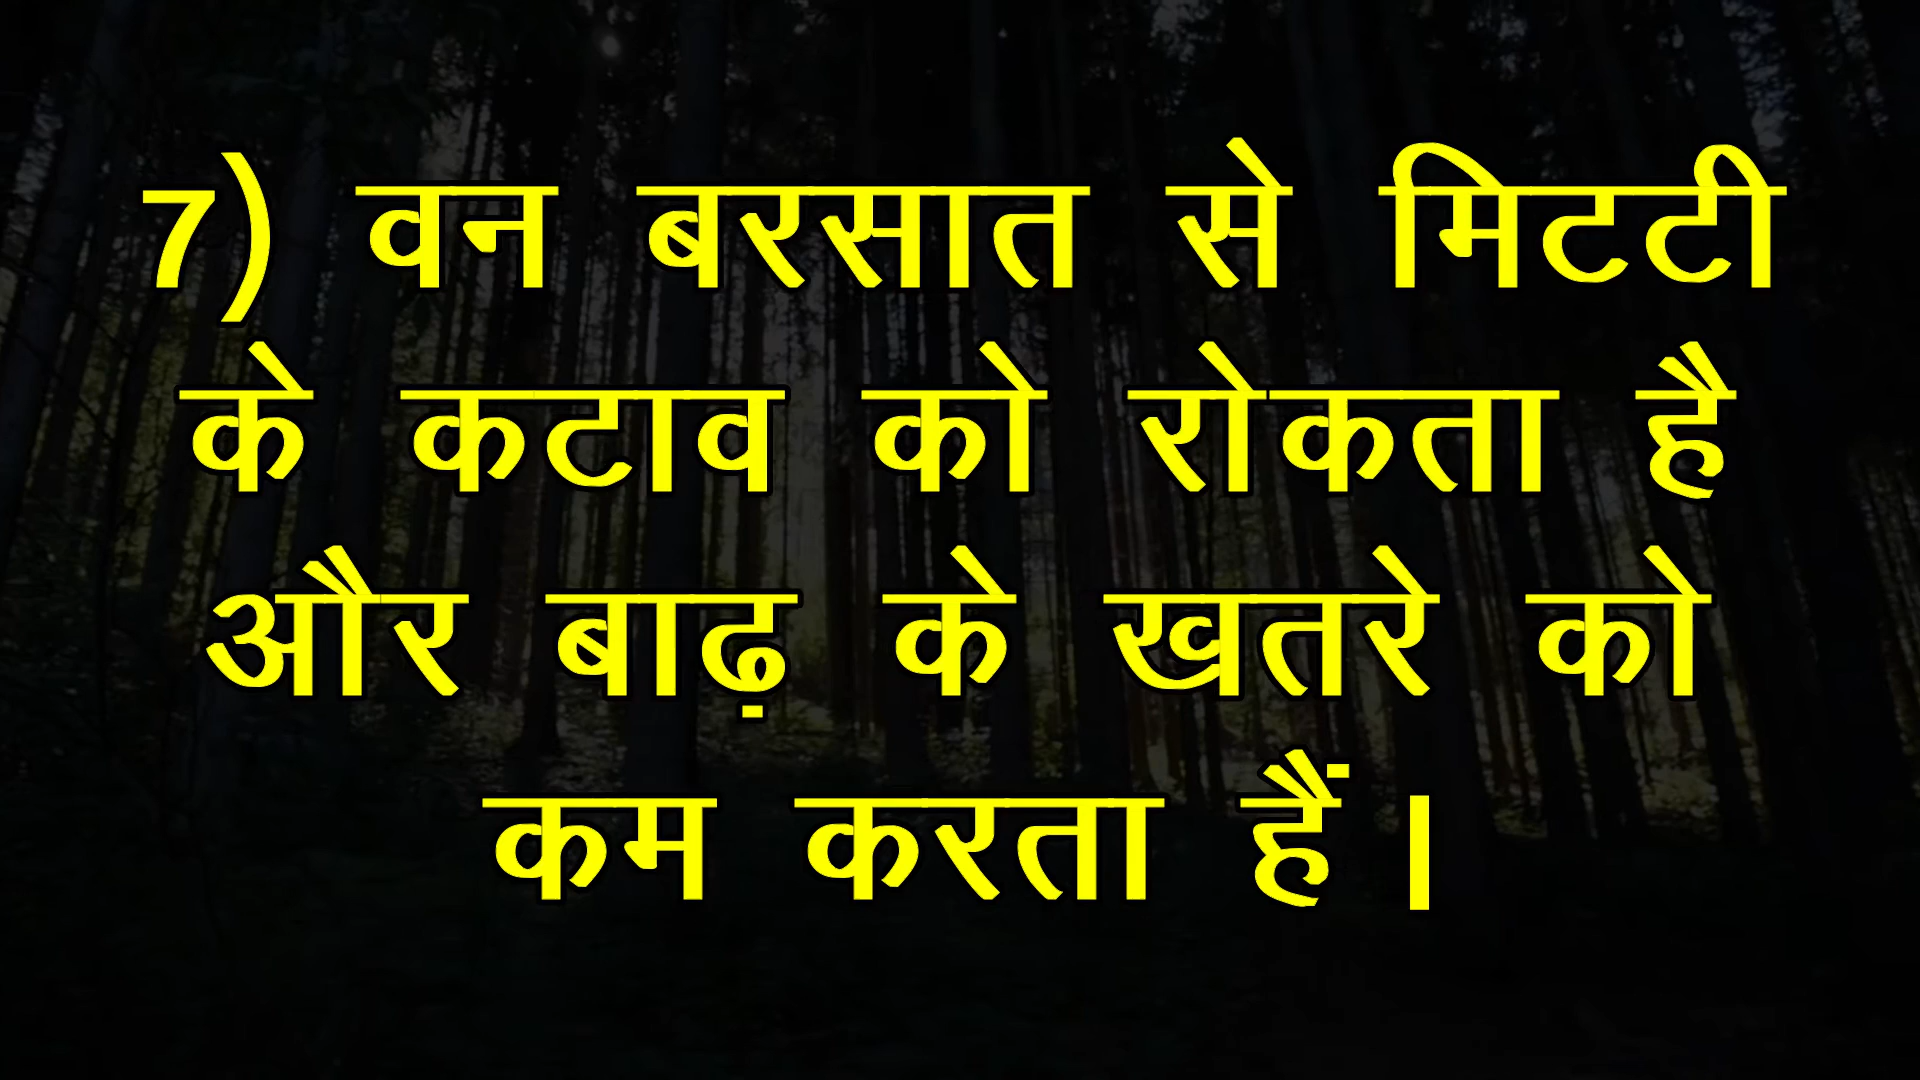 7) वन बरसात से मिटटी
के कटाव को रोकता है
और बाढ़ के खतरे को
कम करता हैं।